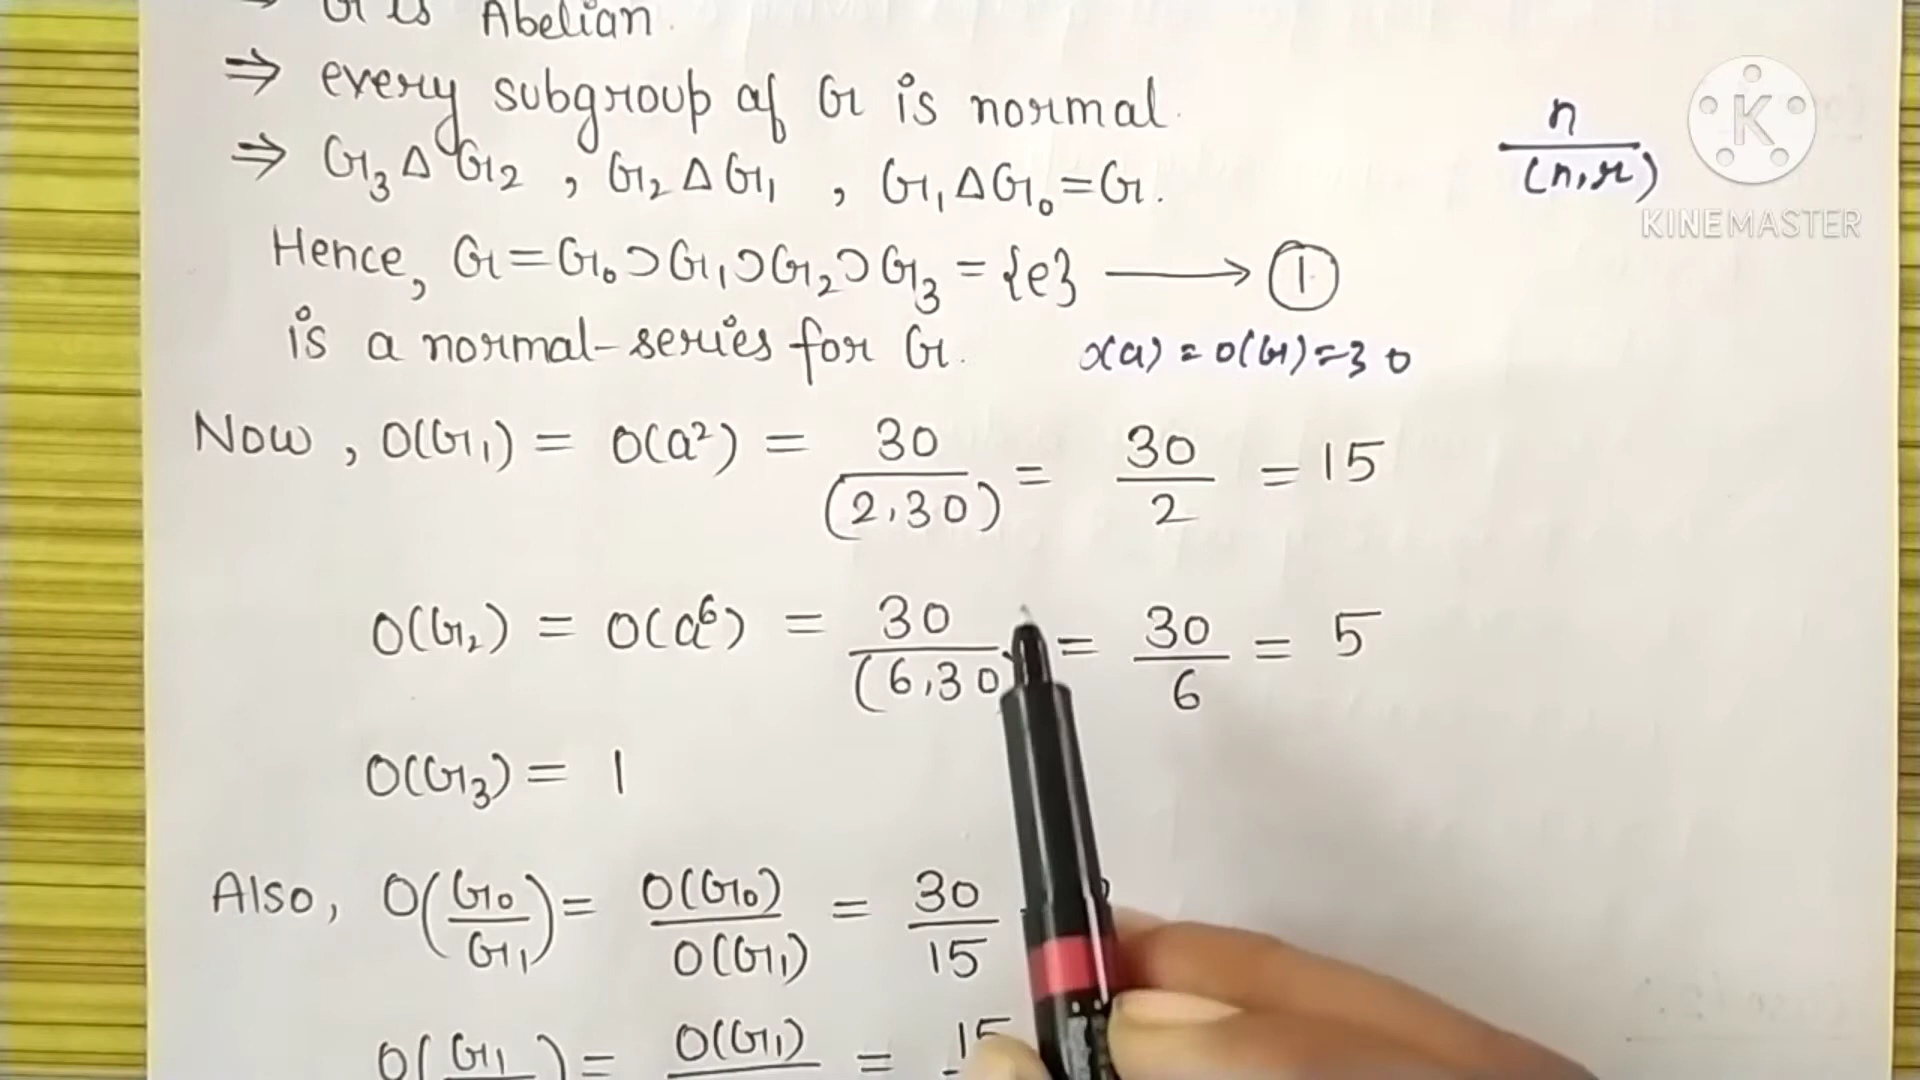 ⇒ G is Abelian.
⇒ every subgroup of G is normal.
⇒ G₃ Δ G₂ , G₂ Δ G₁ , G₁ Δ G₀ = G.
n
(n,r)
KINEMASTER
Hence, G = G₀ ⊃ G₁ ⊃ G₂ ⊃ G₃ = {e} ⟶ ①
is a normal-series for G.
o(a) = o(G) = 30
Now, O(G₁) = O(a²) = 30/(2,30) = 30/2 = 15
O(G₂) = O(a⁶) = 30/(6,30) = 30/6 = 5
O(G₃) = 1
Also, O(G₀/G₁) = O(G₀)/O(G₁) = 30/15
O(G₁ ) = O(G₁) = 15